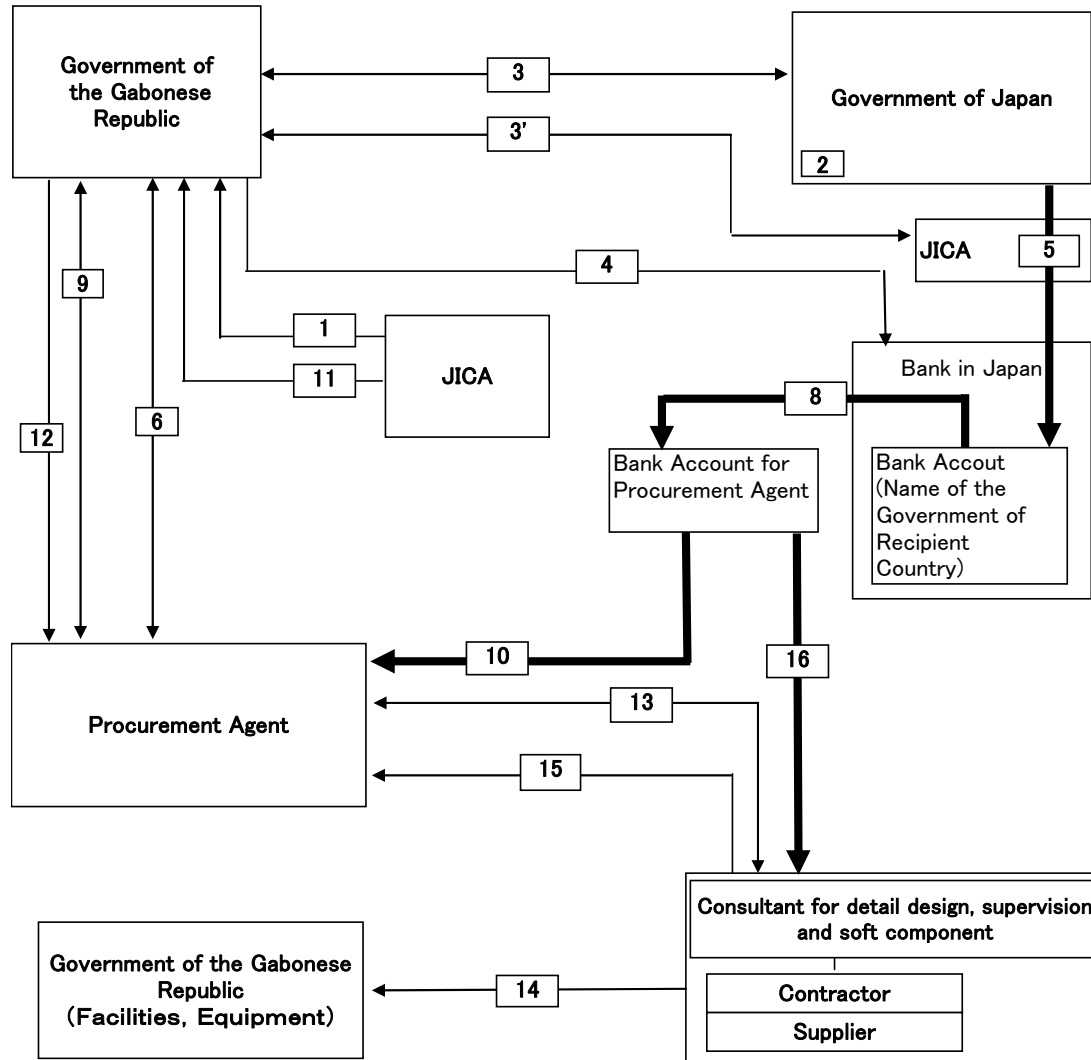 Government of
the Gabonese
Republic
3
Government of Japan
3'
2
4
JICA
5
9
1
JICA
11
Bank in Japan
8
12
6
Bank Account for
Procurement Agent
Bank Accout
(Name of the
Government of
Recipient
Country)
10
16
Procurement Agent
13
15
Consultant for detail design, supervision
and soft component
Government of the Gabonese
Republic
(Facilities, Equipment)
14
Contractor
Supplier